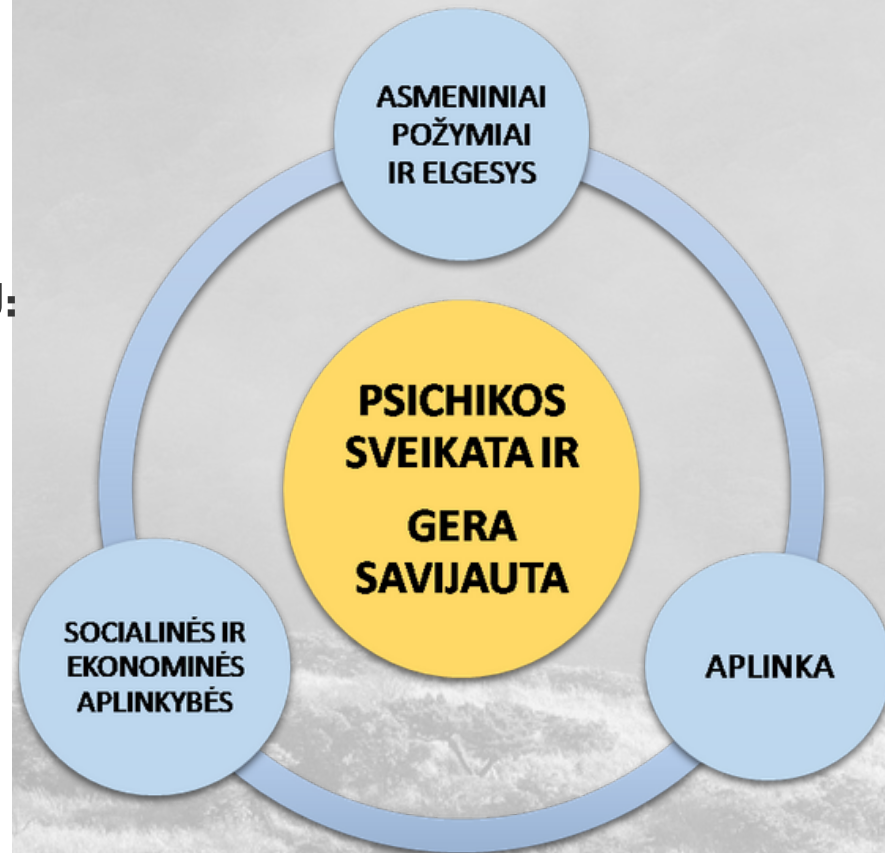 ASMENINIAI
POŽYMIAI
IR ELGESYS
PSICHIKOS
SVEIKATA IR
GERA
SAVIJAUTA
SOCIALINĖS IR
EKONOMINĖS
APLINKYBĖS
APLINKA